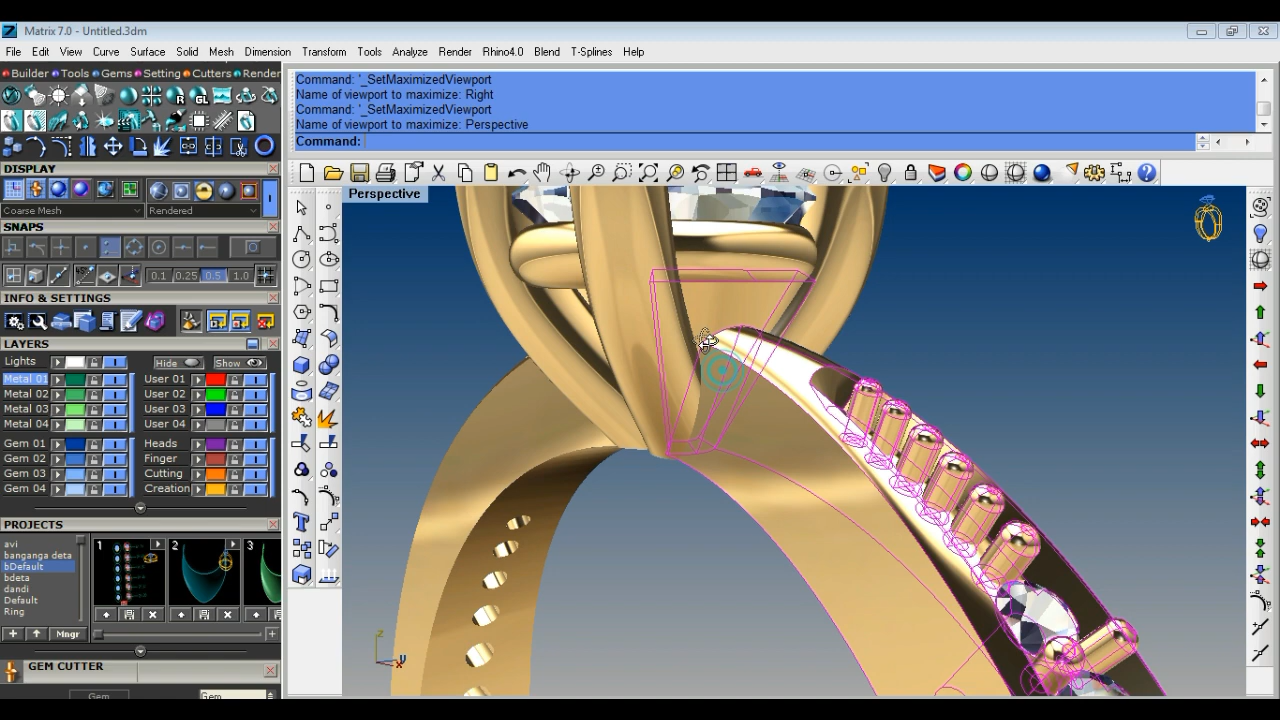 Matrix 7.0 - Untitled.3dm
File Edit View Curve Surface Solid Mesh Dimension Transform Tools Analyze Render Rhino4.0 Blend T-Splines Help
Builder Tools Gems Setting Cutters Render
Command: '_SetMaximizedViewport
Name of viewport to maximize: Right
Command: '_SetMaximizedViewport
Name of viewport to maximize: Perspective
Command:
DISPLAY
Coarse Mesh Rendered
SNAPS
0.1 0.25 0.5 1.0
INFO & SETTINGS
LAYERS
Lights Hide Show
Metal 01 User 01
Metal 02 User 02
Metal 03 User 03
Metal 04 User 04
Gem 01 Heads
Gem 02 Finger
Gem 03 Cutting
Gem 04 Creation
PROJECTS
avi
banganga deta
bDefault
bdeta
dandi
Default
Ring
1 2 3
Mngr
GEM CUTTER
Gem Gem
Perspective
R
GL
T
z
y
x